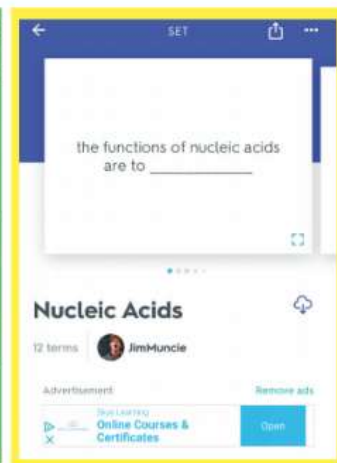 SET
the functions of nucleic acids
are to ____________
Nucleic Acids
12 terms
JimMuncie
Advertisement
Remove ads
Online Courses &
Certificates
Open